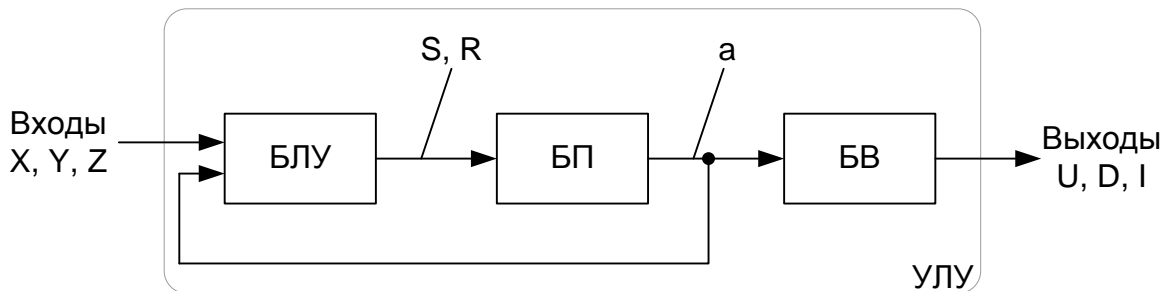 S, R
a
Входы
X, Y, Z
БЛУ
БП
БВ
Выходы
U, D, I
УЛУ